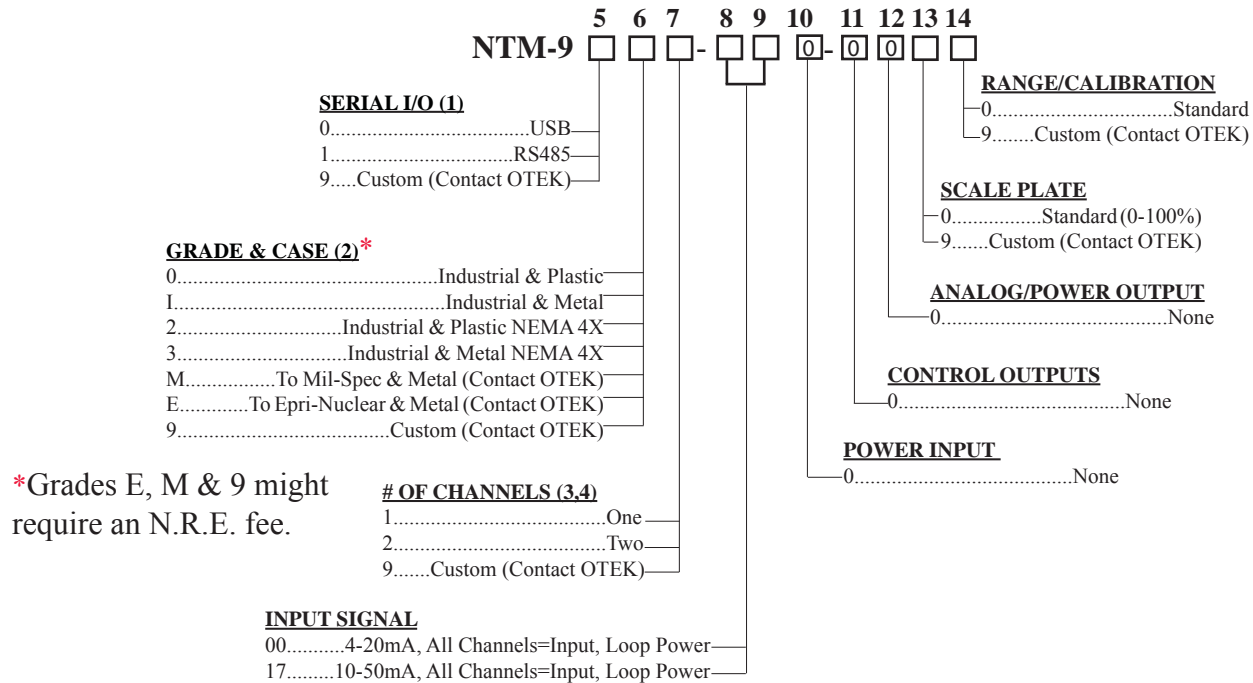 5 6 7 8 9 10 11 12 13 14
NTM-9 □ □ □ - □ □ 0 - 0 0 □ □
RANGE/CALIBRATION
0....................................Standard
9........Custom (Contact OTEK)
SERIAL I/O (1)
0.......................................USB
1...................................RS485
9.....Custom (Contact OTEK)
SCALE PLATE
0.................Standard (0-100%)
9.......Custom (Contact OTEK)
GRADE & CASE (2)*
0..................................................Industrial & Plastic
I....................................................Industrial & Metal
2...............................Industrial & Plastic NEMA 4X
3................................Industrial & Metal NEMA 4X
M.................To Mil-Spec & Metal (Contact OTEK)
E.............To Epri-Nuclear & Metal (Contact OTEK)
9.........................................Custom (Contact OTEK)
ANALOG/POWER OUTPUT
0..........................................None
CONTROL OUTPUTS
0..........................................None
POWER INPUT
0........................................None
*Grades E, M & 9 might
require an N.R.E. fee.
# OF CHANNELS (3,4)
1.........................................One
2.........................................Two
9.......Custom (Contact OTEK)
INPUT SIGNAL
00...........4-20mA, All Channels=Input, Loop Power
17.........10-50mA, All Channels=Input, Loop Power